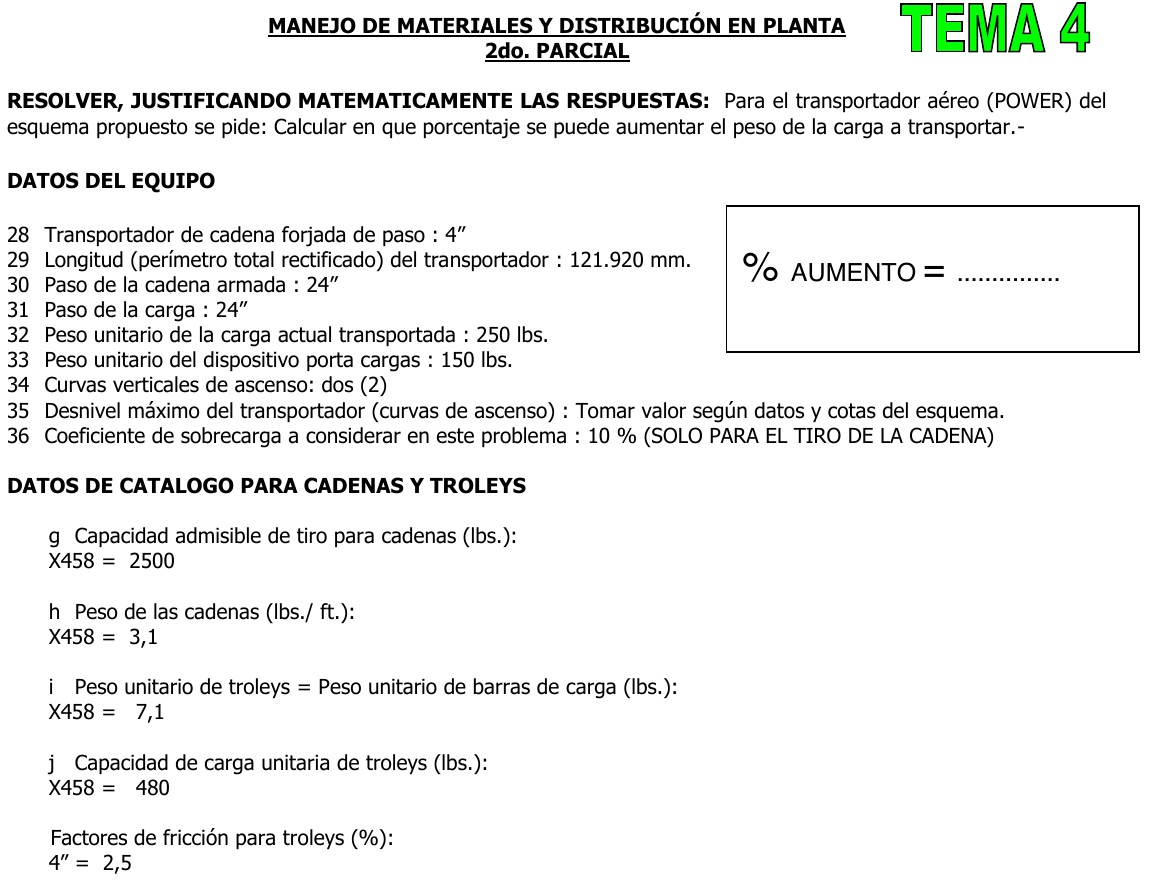 MANEJO DE MATERIALES Y DISTRIBUCIÓN EN PLANTA
2do. PARCIAL
TEMA 4
RESOLVER, JUSTIFICANDO MATEMATICAMENTE LAS RESPUESTAS: Para el transportador aéreo (POWER) del
esquema propuesto se pide: Calcular en que porcentaje se puede aumentar el peso de la carga a transportar.-
DATOS DEL EQUIPO
28 Transportador de cadena forjada de paso : 4”
29 Longitud (perímetro total rectificado) del transportador : 121.920 mm.
30 Paso de la cadena armada : 24”
31 Paso de la carga : 24”
32 Peso unitario de la carga actual transportada : 250 lbs.
33 Peso unitario del dispositivo porta cargas : 150 lbs.
34 Curvas verticales de ascenso: dos (2)
35 Desnivel máximo del transportador (curvas de ascenso) : Tomar valor según datos y cotas del esquema.
36 Coeficiente de sobrecarga a considerar en este problema : 10 % (SOLO PARA EL TIRO DE LA CADENA)
% AUMENTO = ...............
DATOS DE CATALOGO PARA CADENAS Y TROLEYS
g Capacidad admisible de tiro para cadenas (lbs.):
X458 = 2500
h Peso de las cadenas (lbs./ ft.):
X458 = 3,1
i Peso unitario de troleys = Peso unitario de barras de carga (lbs.):
X458 = 7,1
j Capacidad de carga unitaria de troleys (lbs.):
X458 = 480
Factores de fricción para troleys (%):
4” = 2,5